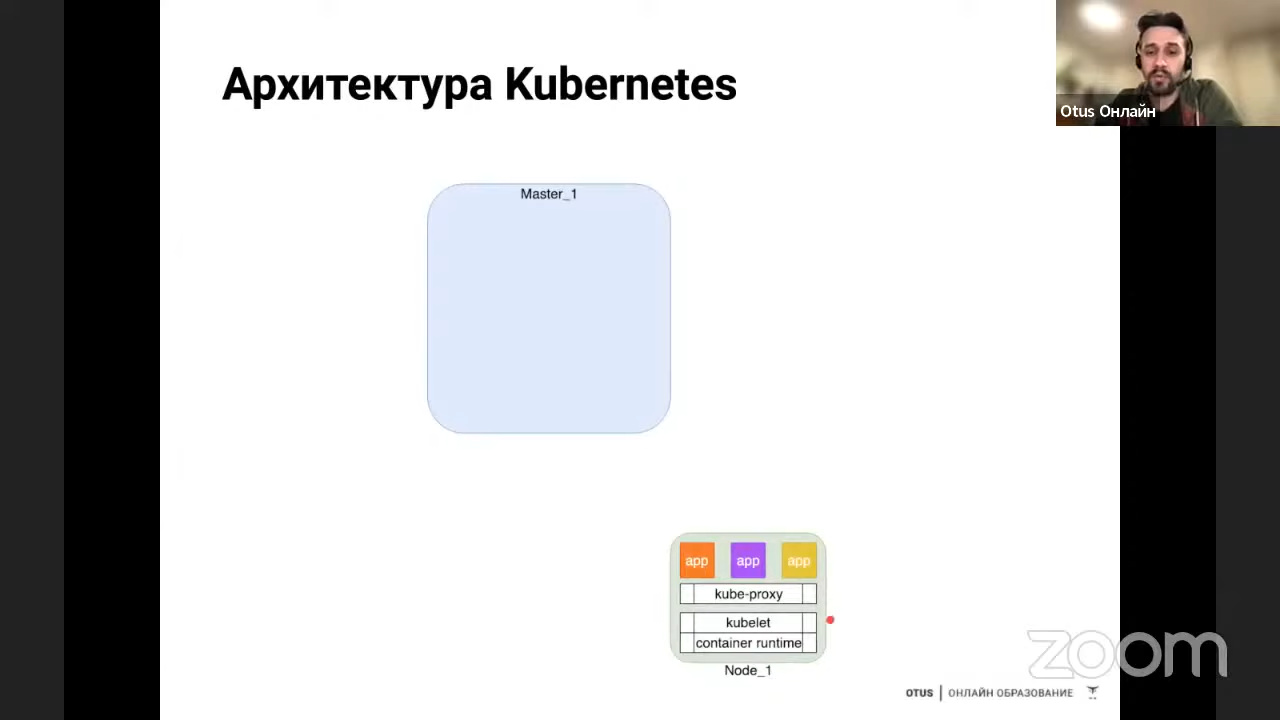 Архитектура Kubernetes
Otus Онлайн
Master_1
app app app
kube-proxy
kubelet
container runtime
Node_1
zoom
OTUS | ОНЛАЙН ОБРАЗОВАНИЕ